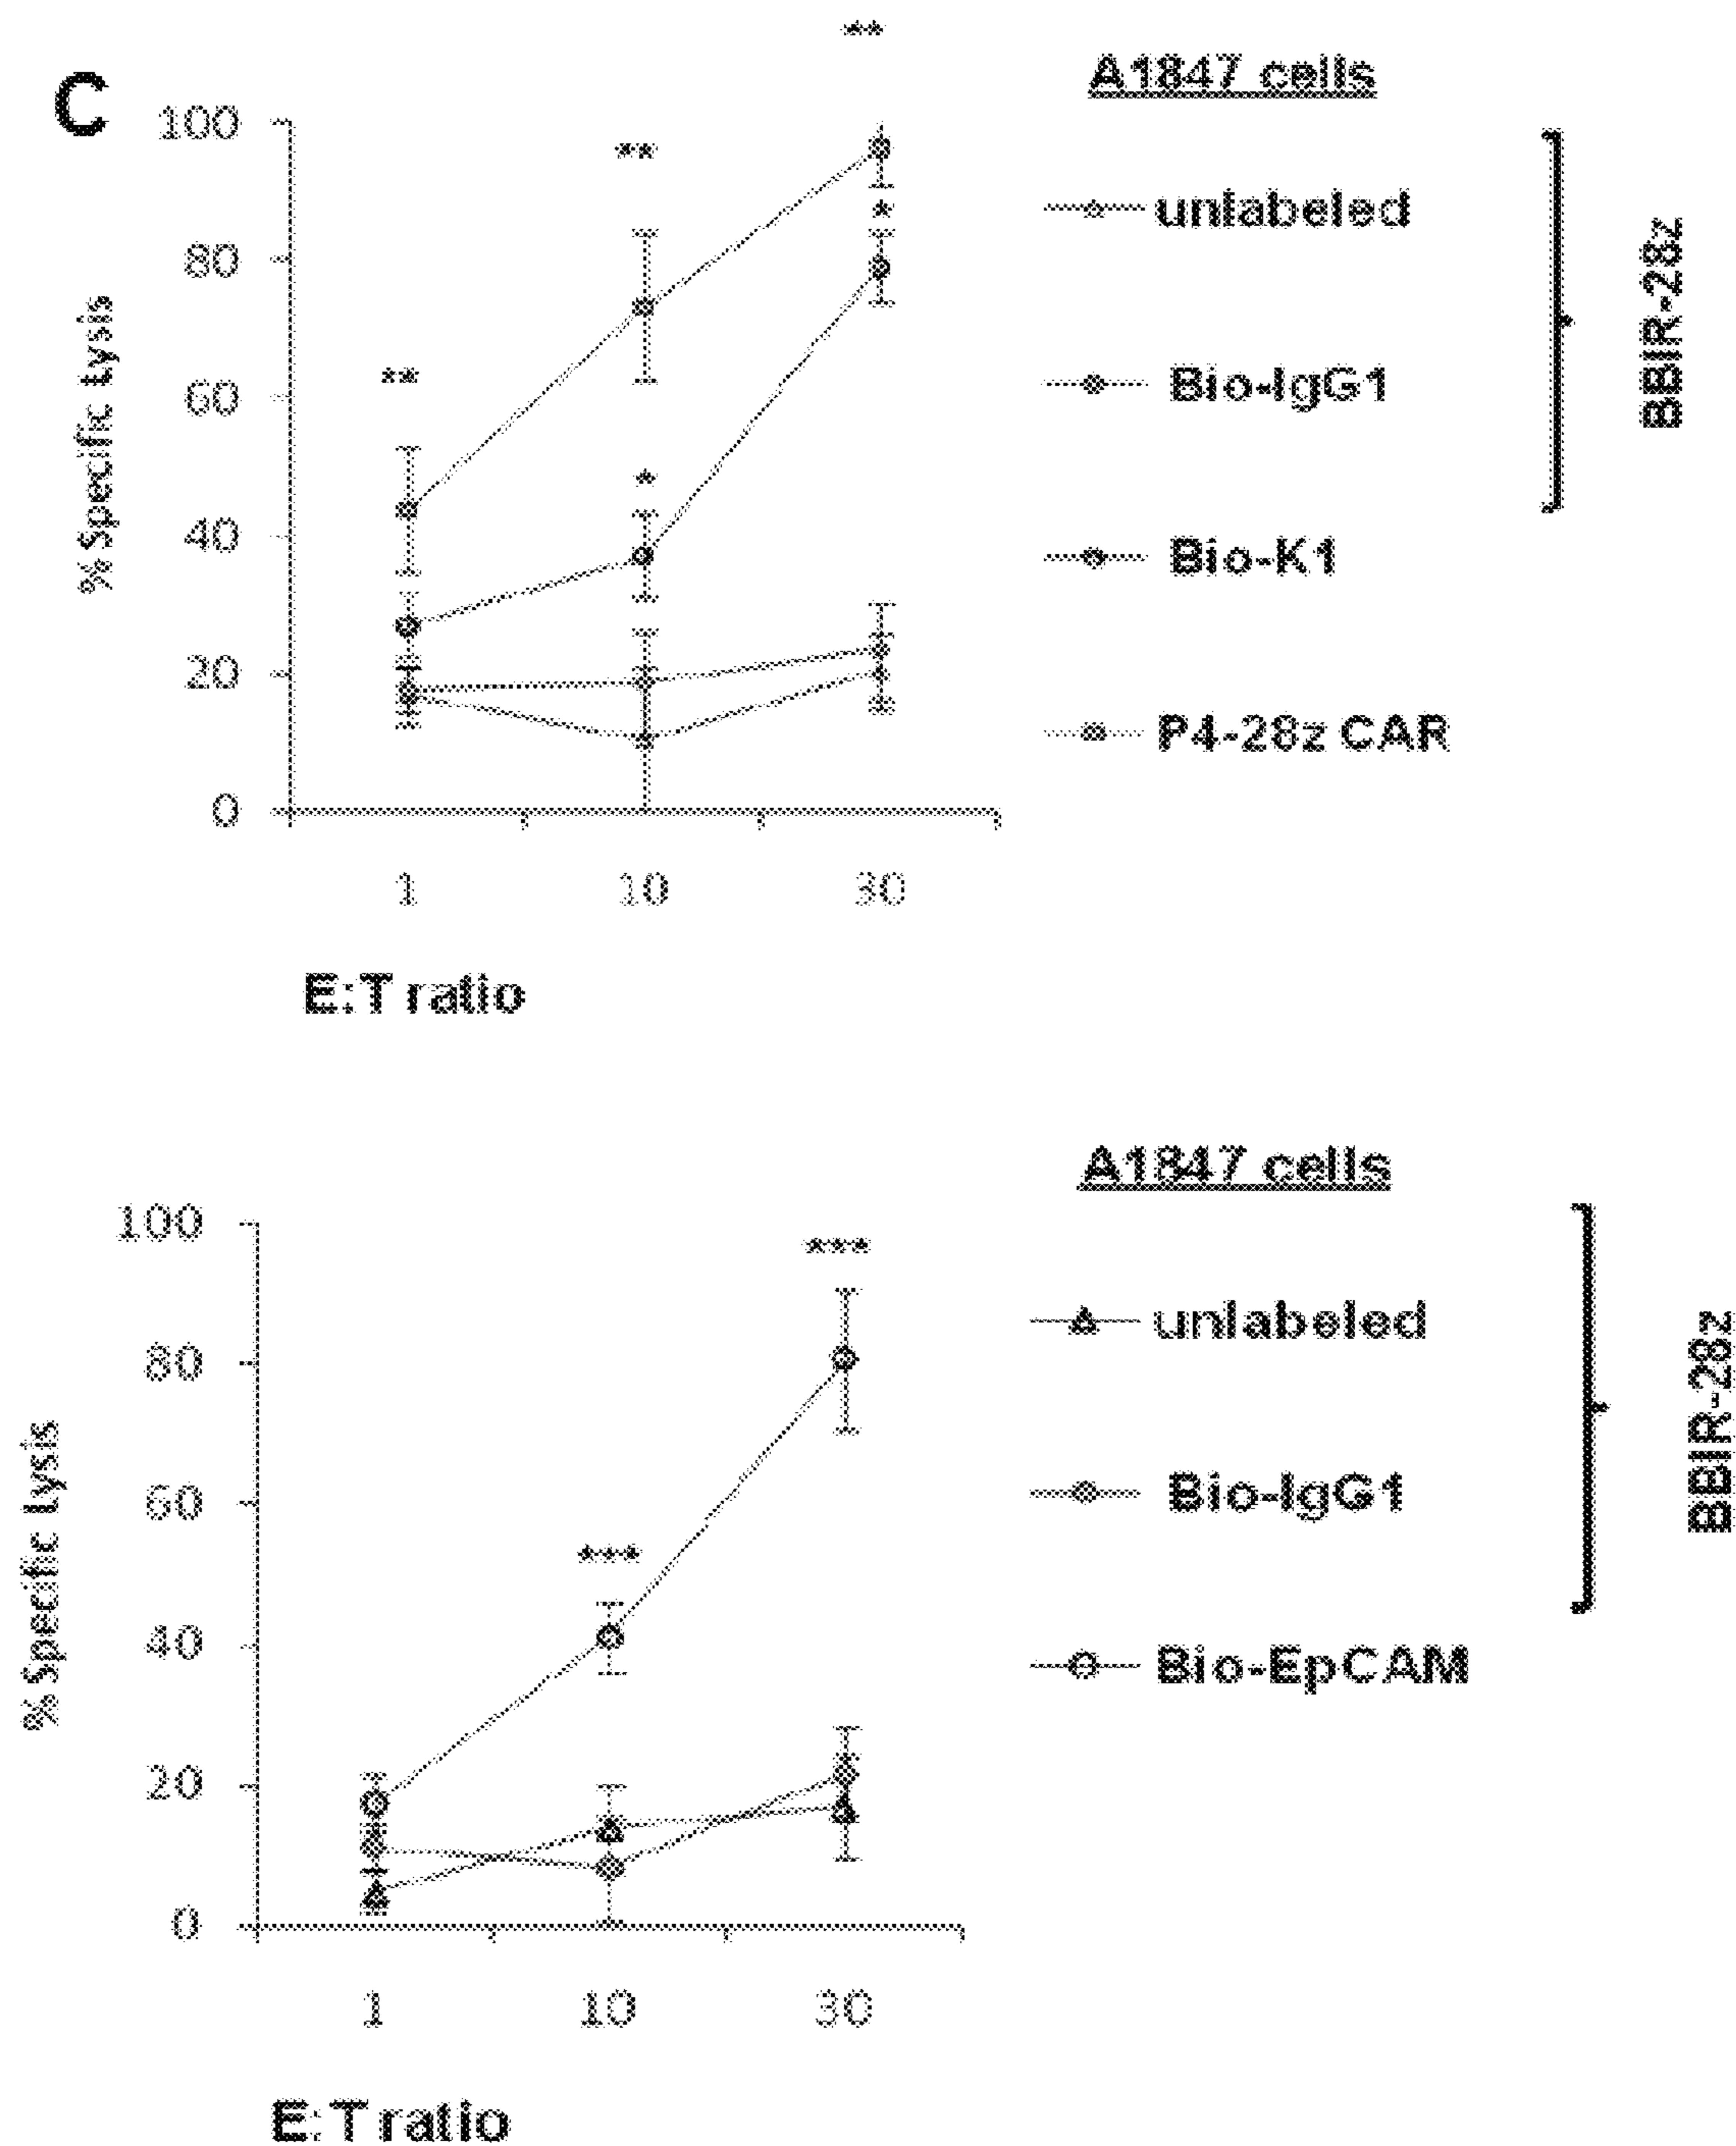 **
C
A1847 cells
100
**
unlabeled
*
80
% Specific Lysis
BBIR-28z
**
Bio-IgG1
60
*
40
Bio-K1
20
P4-28z CAR
0
1 10 30
E:T ratio
A1847 cells
100
***
unlabeled
80
% Specific Lysis
BBIR-28z
60
Bio-IgG1
***
40
Bio-EpCAM
20
0
1 10 30
E:T ratio